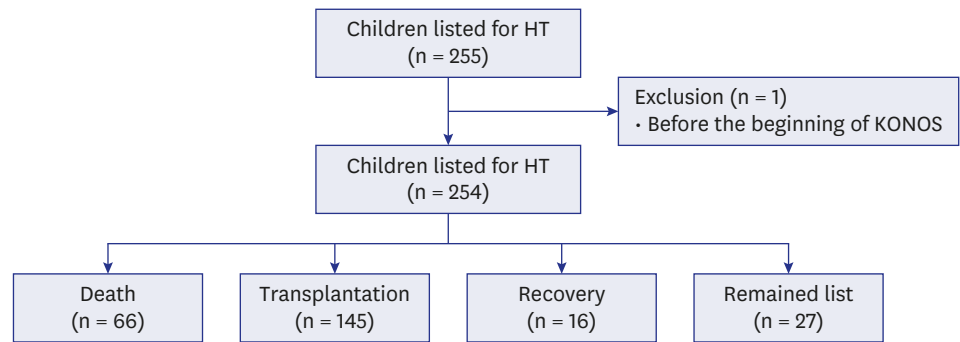 Children listed for HT
(n = 255)
Exclusion (n = 1)
• Before the beginning of KONOS
Children listed for HT
(n = 254)
Death
(n = 66)
Transplantation
(n = 145)
Recovery
(n = 16)
Remained list
(n = 27)